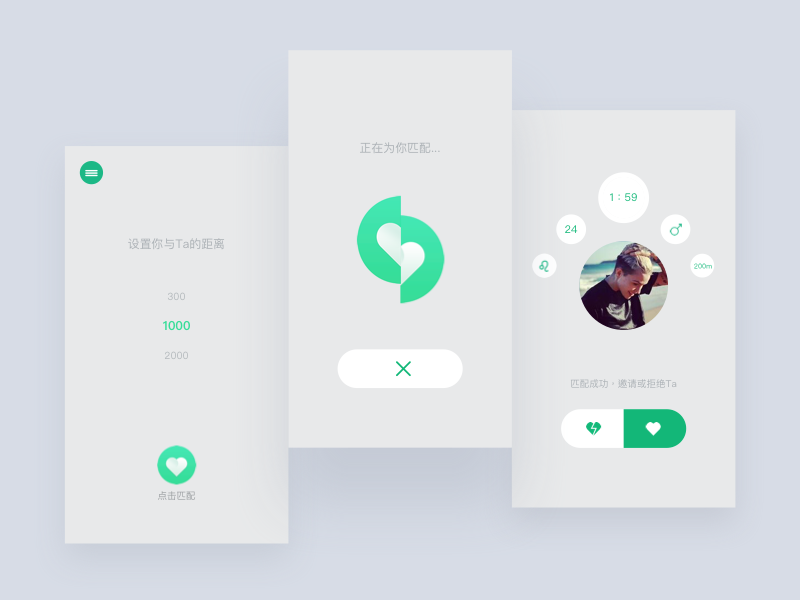 设置你与Ta的距离
300
1000
2000
点击匹配
正在为你匹配...
1 : 59
24
200m
匹配成功，邀请或拒绝Ta